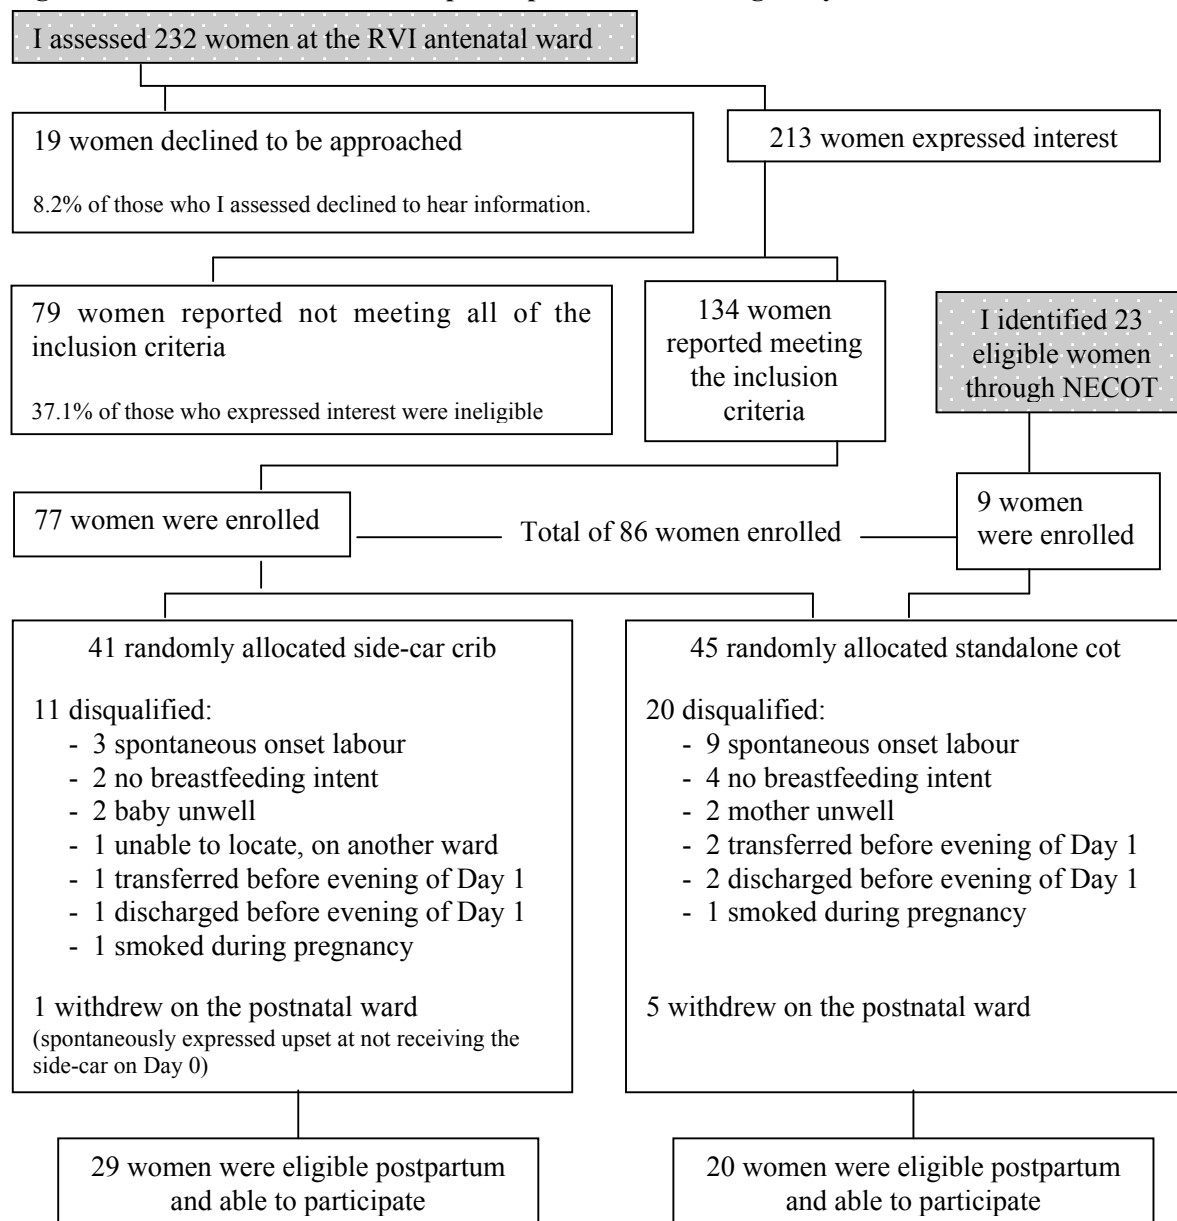 I assessed 232 women at the RVI antenatal ward
19 women declined to be approached
8.2% of those who I assessed declined to hear information.
213 women expressed interest
79 women reported not meeting all of the
inclusion criteria
37.1% of those who expressed interest were ineligible
134 women
reported meeting
the inclusion
criteria
I identified 23
eligible women
through NECOT
77 women were enrolled
Total of 86 women enrolled
9 women
were enrolled
41 randomly allocated side-car crib
11 disqualified:
- 3 spontaneous onset labour
- 2 no breastfeeding intent
- 2 baby unwell
- 1 unable to locate, on another ward
- 1 transferred before evening of Day 1
- 1 discharged before evening of Day 1
- 1 smoked during pregnancy
1 withdrew on the postnatal ward
(spontaneously expressed upset at not receiving the
side-car on Day 0)
45 randomly allocated standalone cot
20 disqualified:
- 9 spontaneous onset labour
- 4 no breastfeeding intent
- 2 mother unwell
- 2 transferred before evening of Day 1
- 2 discharged before evening of Day 1
- 1 smoked during pregnancy
5 withdrew on the postnatal ward
29 women were eligible postpartum
and able to participate
20 women were eligible postpartum
and able to participate